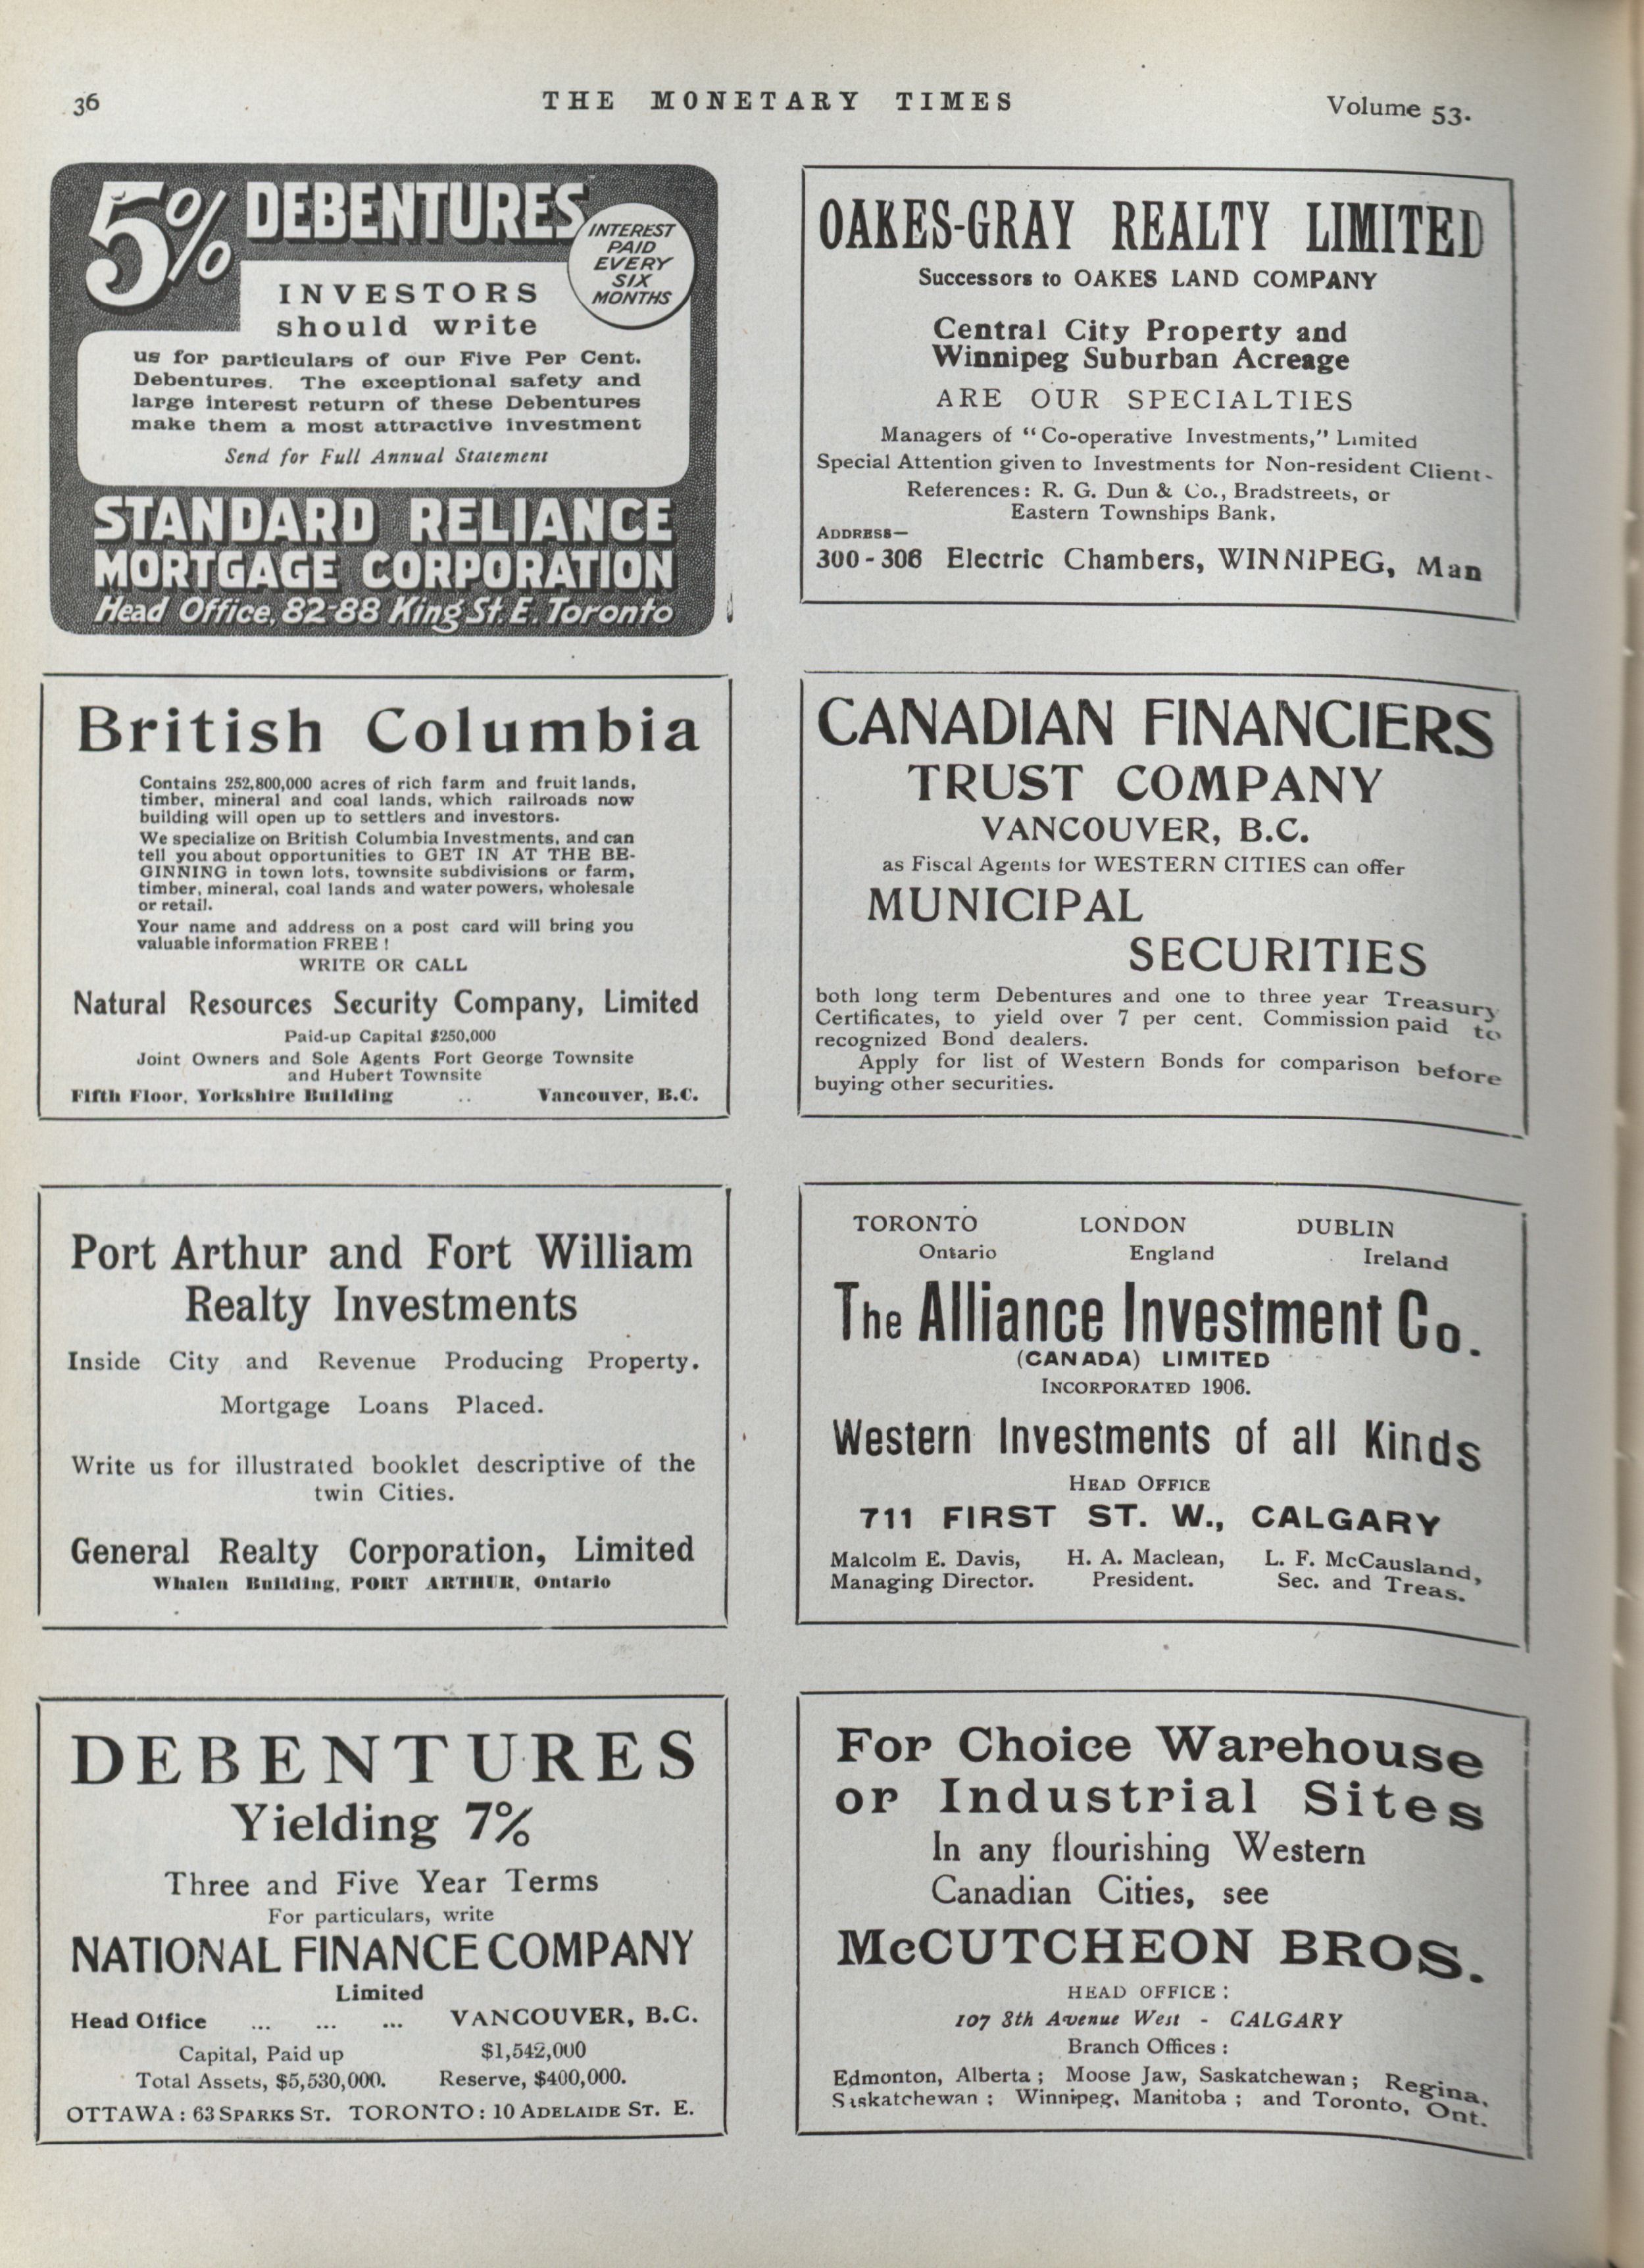 36
THE MONETARY TIMES
Volume 53.
5% DEBENTURES
INTEREST
PAID
EVERY
SIX
MONTHS
INVESTORS
should write
us for particulars of our Five Per Cent.
Debentures. The exceptional safety and
large interest return of these Debentures
make them a most attractive investment
Send for Full Annual Statement
STANDARD RELIANCE
MORTGAGE CORPORATION
Head Office, 82-88 King St. E. Toronto
British Columbia
Contains 252,800,000 acres of rich farm and fruit lands,
timber, mineral and coal lands, which railroads now
building will open up to settlers and investors.
We specialize on British Columbia Investments, and can
tell you about opportunities to GET IN AT THE BE-
GINNING in town lots, townsite subdivisions or farm,
timber, mineral, coal lands and water powers, wholesale
or retail.
Your name and address on a post card will bring you
valuable information FREE !
WRITE OR CALL
Natural Resources Security Company, Limited
Paid-up Capital $250,000
Joint Owners and Sole Agents Fort George Townsite
and Hubert Townsite
Fifth Floor, Yorkshire Building .. Vancouver, B.C.
Port Arthur and Fort William
Realty Investments
Inside City and Revenue Producing Property.
Mortgage Loans Placed.
Write us for illustrated booklet descriptive of the
twin Cities.
General Realty Corporation, Limited
Whalen Building, PORT ARTHUR, Ontario
DEBENTURES
Yielding 7%
Three and Five Year Terms
For particulars, write
NATIONAL FINANCE COMPANY
Limited
Head Office ... ... ... VANCOUVER, B.C.
Capital, Paid up $1,542,000
Total Assets, $5,530,000. Reserve, $400,000.
OTTAWA : 63 SPARKS ST. TORONTO : 10 ADELAIDE ST. E.
OAKES-GRAY REALTY LIMITED
Successors to OAKES LAND COMPANY
Central City Property and
Winnipeg Suburban Acreage
ARE OUR SPECIALTIES
Managers of "Co-operative Investments," Limited
Special Attention given to Investments for Non-resident Client-
References: R. G. Dun & Co., Bradstreets, or
Eastern Townships Bank,
ADDRESS—
300 - 306 Electric Chambers, WINNIPEG, Man
CANADIAN FINANCIERS
TRUST COMPANY
VANCOUVER, B.C.
as Fiscal Agents for WESTERN CITIES can offer
MUNICIPAL
SECURITIES
both long term Debentures and one to three year Treasury
Certificates, to yield over 7 per cent. Commission paid to
recognized Bond dealers.
Apply for list of Western Bonds for comparison before
buying other securities.
TORONTO LONDON DUBLIN
Ontario England Ireland
The Alliance Investment Co.
(CANADA) LIMITED
INCORPORATED 1906.
Western Investments of all Kinds
HEAD OFFICE
711 FIRST ST. W., CALGARY
Malcolm E. Davis, H. A. Maclean, L. F. McCausland,
Managing Director. President. Sec. and Treas.
For Choice Warehouse
or Industrial Sites
In any flourishing Western
Canadian Cities, see
McCUTCHEON BROS.
HEAD OFFICE :
107 8th Avenue West - CALGARY
Branch Offices :
Edmonton, Alberta ; Moose Jaw, Saskatchewan ; Regina,
Saskatchewan ; Winnipeg, Manitoba ; and Toronto, Ont.